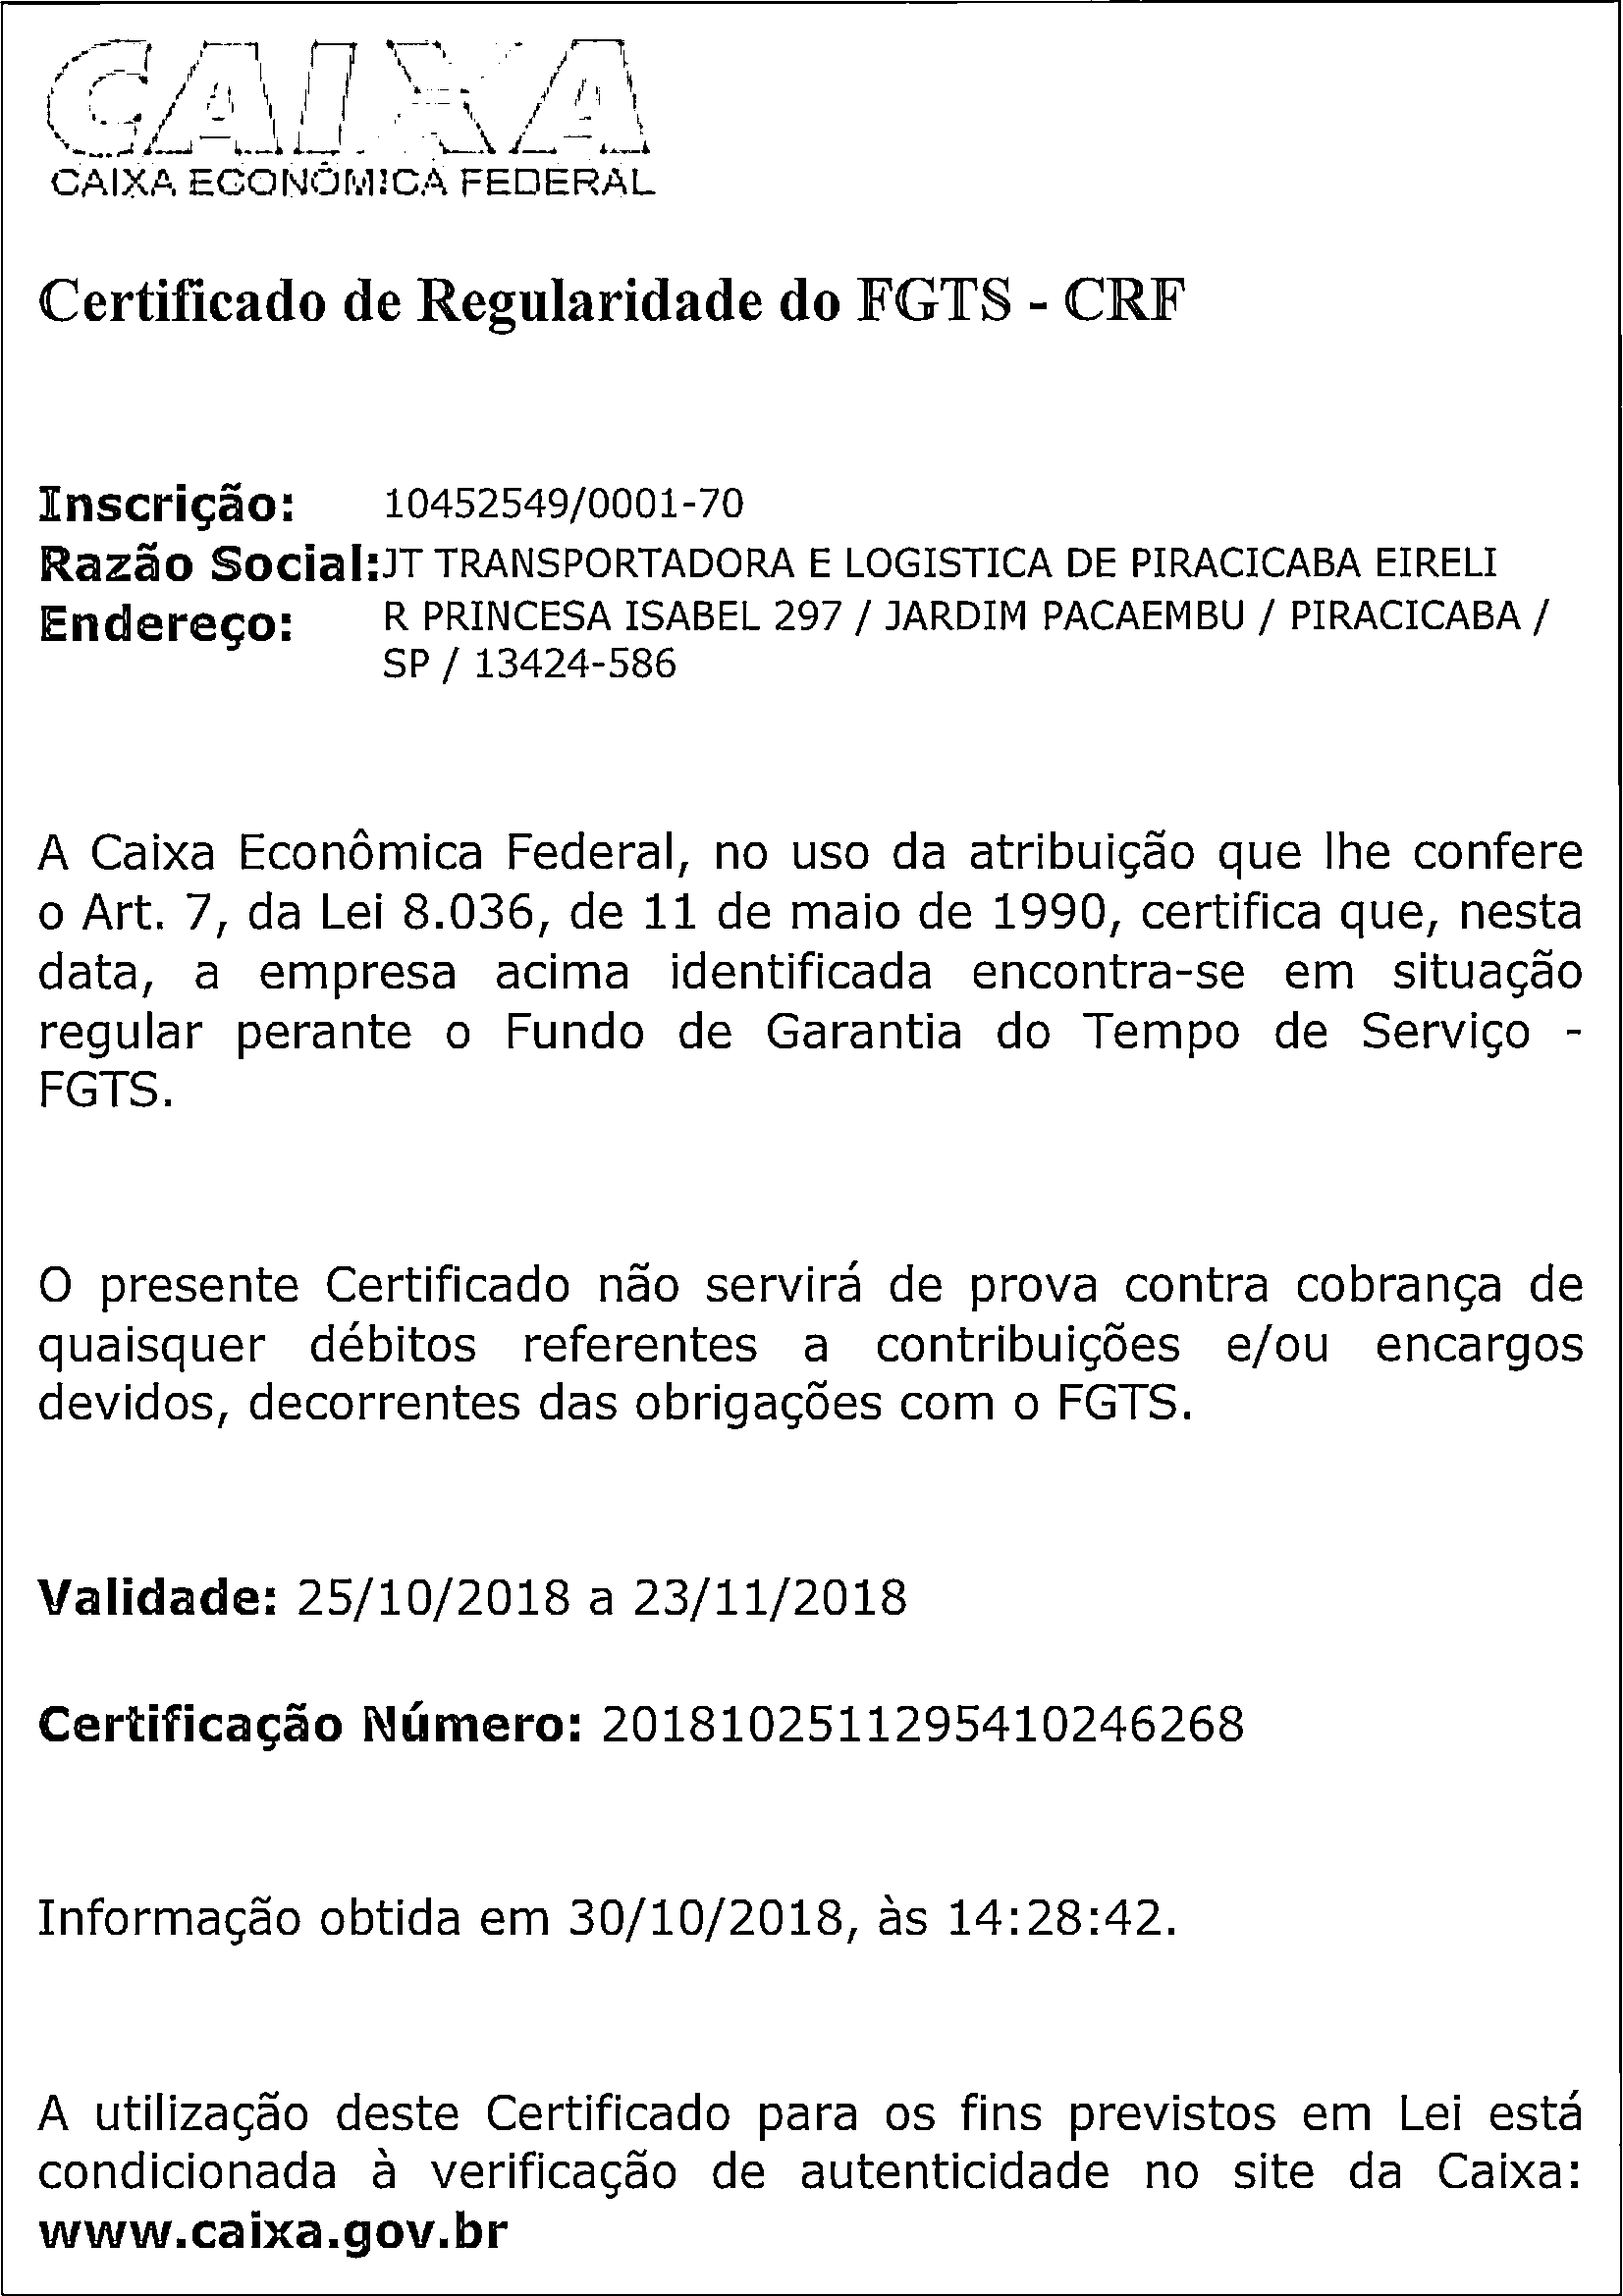 CAIXA
CAIXA ECONÔMICA FEDERAL
Certificado de Regularidade do FGTS - CRF
Inscrição: 10452549/0001-70
Razão Social:JT TRANSPORTADORA E LOGISTICA DE PIRACICABA EIRELI
Endereço: R PRINCESA ISABEL 297 / JARDIM PACAEMBU / PIRACICABA /
SP / 13424-586
A Caixa Econômica Federal, no uso da atribuição que lhe confere
o Art. 7, da Lei 8.036, de 11 de maio de 1990, certifica que, nesta
data, a empresa acima identificada encontra-se em situação
regular perante o Fundo de Garantia do Tempo de Serviço -
FGTS.
O presente Certificado não servirá de prova contra cobrança de
quaisquer débitos referentes a contribuições e/ou encargos
devidos, decorrentes das obrigações com o FGTS.
Validade: 25/10/2018 a 23/11/2018
Certificação Número: 2018102511295410246268
Informação obtida em 30/10/2018, às 14:28:42.
A utilização deste Certificado para os fins previstos em Lei está
condicionada à verificação de autenticidade no site da Caixa:
www.caixa.gov.br